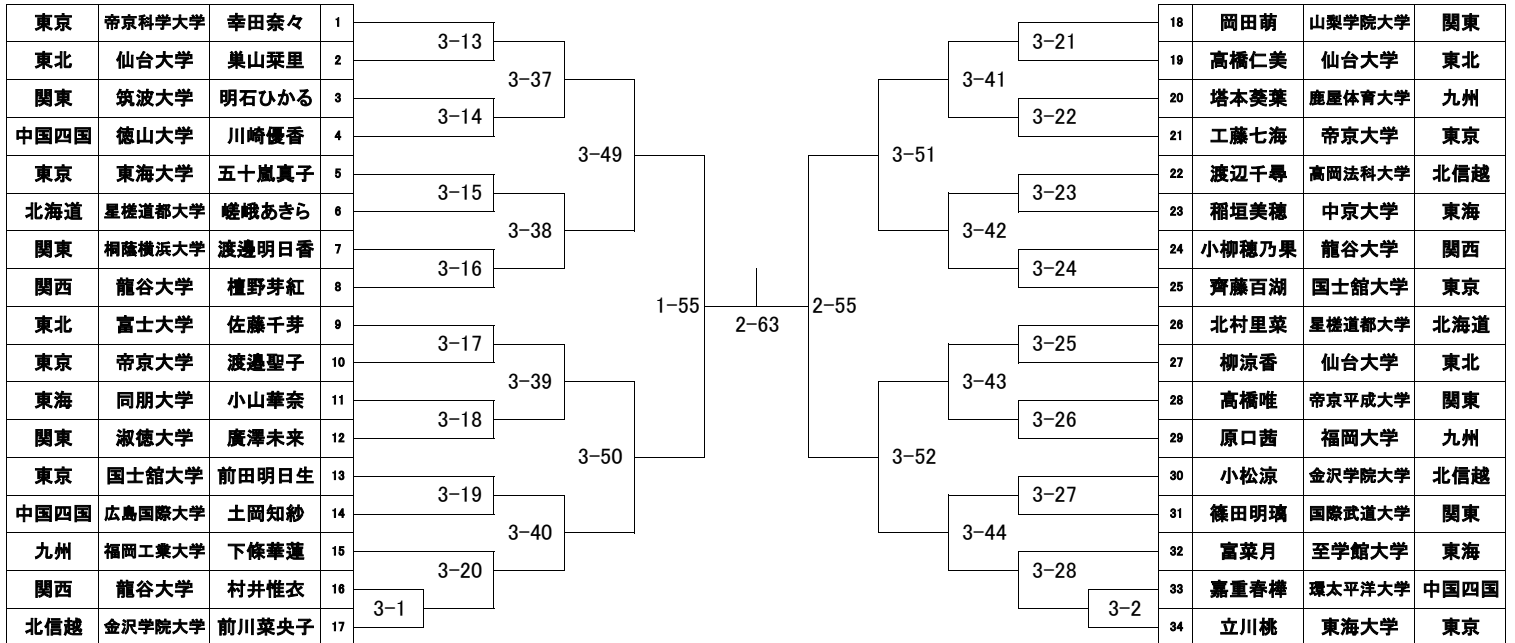 東京 帝京科学大学 幸田奈々 1
東北 仙台大学 巣山栞里 2
関東 筑波大学 明石ひかる 3
中国四国 徳山大学 川崎優香 4
東京 東海大学 五十嵐真子 5
北海道 星槎道都大学 嵯峨あきら 6
関東 桐蔭横浜大学 渡邊明日香 7
関西 龍谷大学 檀野芽紅 8
東北 富士大学 佐藤千芽 9
東京 帝京大学 渡邉聖子 10
東海 同朋大学 小山華奈 11
関東 淑徳大学 廣澤未来 12
東京 国士舘大学 前田明日生 13
中国四国 広島国際大学 土岡知紗 14
九州 福岡工業大学 下條華蓮 15
関西 龍谷大学 村井惟衣 16
北信越 金沢学院大学 前川菜央子 17
3-1
3-13
3-14
3-15
3-16
3-17
3-18
3-19
3-20
3-37
3-38
3-39
3-40
3-49
3-50
1-55
2-63
2-55
3-51
3-52
3-41
3-42
3-43
3-44
3-21
3-22
3-23
3-24
3-25
3-26
3-27
3-28
3-2
18 岡田萌 山梨学院大学 関東
19 高橋仁美 仙台大学 東北
20 塔本葵葉 鹿屋体育大学 九州
21 工藤七海 帝京大学 東京
22 渡辺千尋 高岡法科大学 北信越
23 稲垣美穂 中京大学 東海
24 小柳穂乃果 龍谷大学 関西
25 齊藤百湖 国士舘大学 東京
26 北村里菜 星槎道都大学 北海道
27 柳涼香 仙台大学 東北
28 高橋唯 帝京平成大学 関東
29 原口茜 福岡大学 九州
30 小松涼 金沢学院大学 北信越
31 篠田明璃 国際武道大学 関東
32 富菜月 至学館大学 東海
33 嘉重春樺 環太平洋大学 中国四国
34 立川桃 東海大学 東京